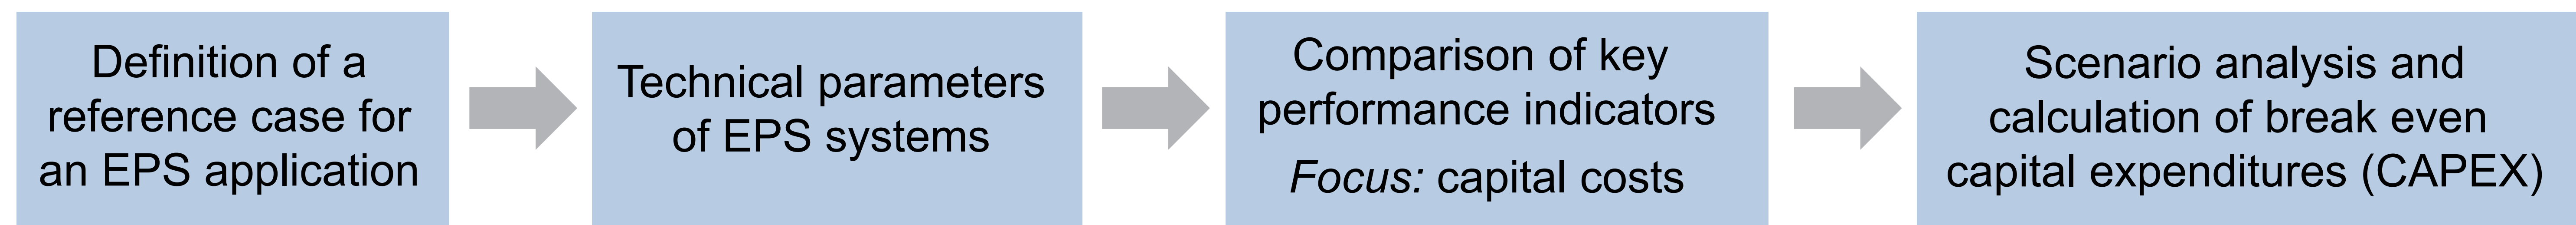 Definition of a
reference case for
an EPS application
Technical parameters
of EPS systems
Comparison of key
performance indicators
Focus: capital costs
Scenario analysis and
calculation of break even
capital expenditures (CAPEX)